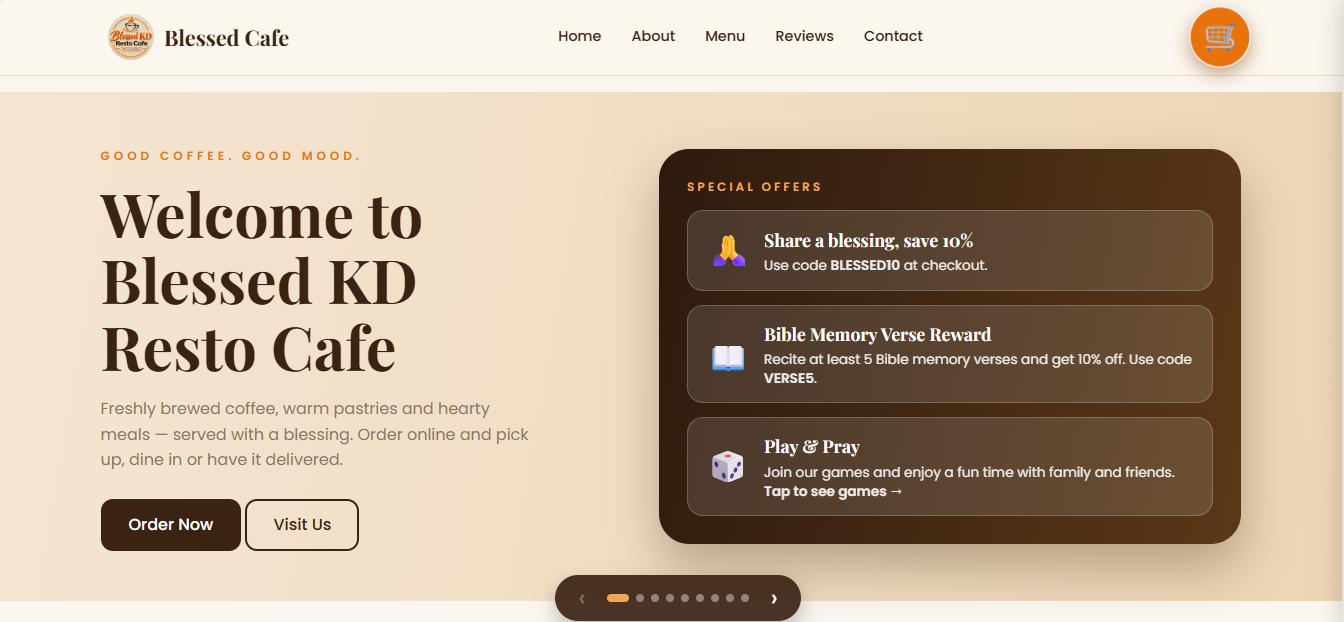 Blessed KD
Resto Cafe
Blessed Cafe
Home
About
Menu
Reviews
Contact
GOOD COFFEE. GOOD MOOD.
Welcome to
Blessed KD
Resto Cafe
Freshly brewed coffee, warm pastries and hearty
meals — served with a blessing. Order online and pick
up, dine in or have it delivered.
Order Now
Visit Us
SPECIAL OFFERS
Share a blessing, save 10%
Use code BLESSED10 at checkout.
Bible Memory Verse Reward
Recite at least 5 Bible memory verses and get 10% off. Use code
VERSE5.
Play & Pray
Join our games and enjoy a fun time with family and friends.
Tap to see games →